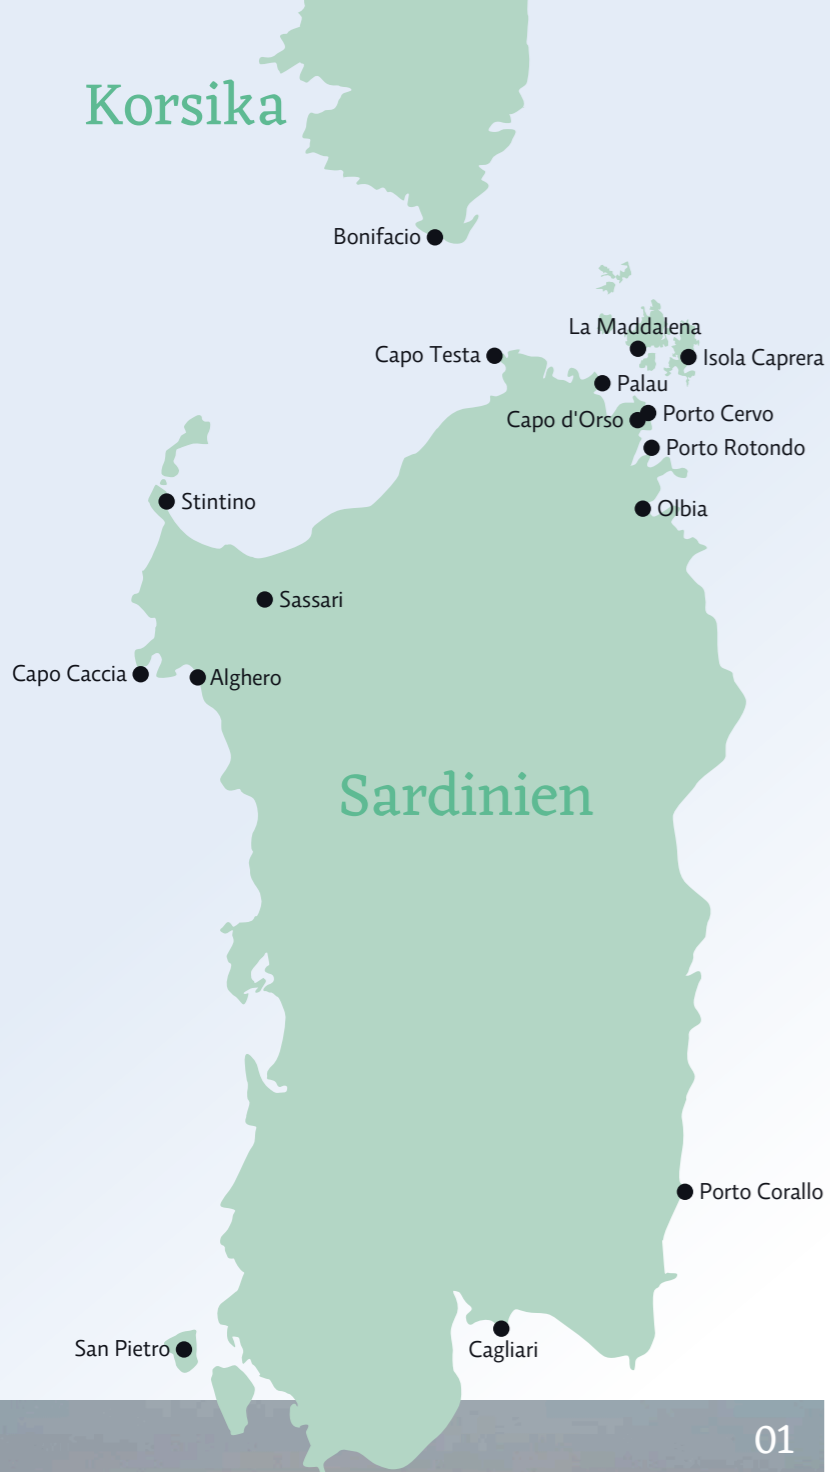 Korsika
Bonifacio
La Maddalena
Capo Testa
Isola Caprera
Palau
Porto Cervo
Capo d'Orso
Porto Rotondo
Stintino
Olbia
Sassari
Capo Caccia
Alghero
Sardinien
Porto Corallo
San Pietro
Cagliari
01